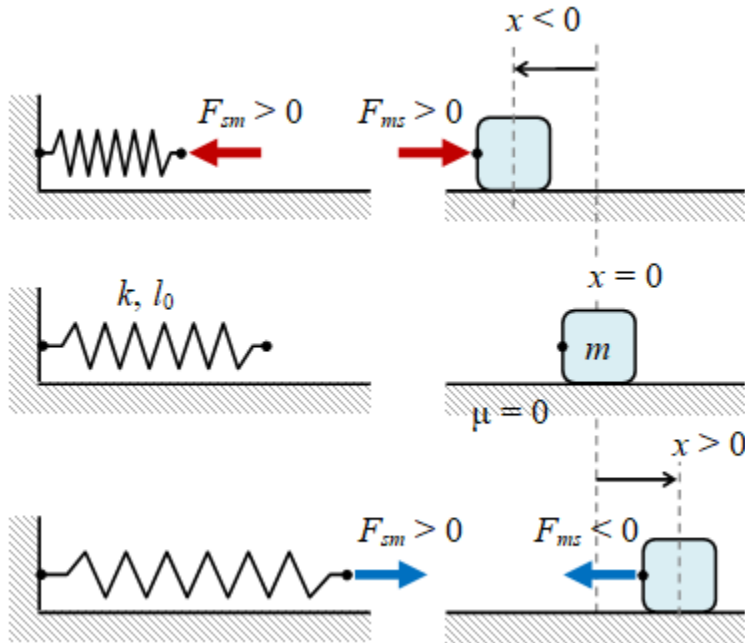 x < 0
F_sm > 0
F_ms > 0
k, l_0
x = 0
m
μ = 0
x > 0
F_sm > 0
F_ms < 0